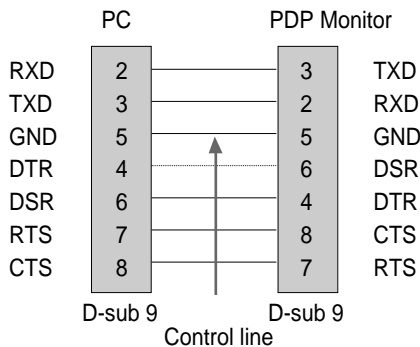 PC PDP Monitor
RXD 2 3 TXD
TXD 3 2 RXD
GND 5 5 GND
DTR 4 6 DSR
DSR 6 4 DTR
RTS 7 8 CTS
CTS 8 7 RTS
D-sub 9 D-sub 9
Control line